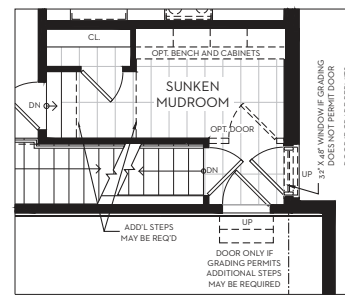 CL.
OPT. BENCH AND CABINETS
DN
SUNKEN
MUDROOM
OPT. DOOR
DN
UP
32" X 48" WINDOW IF GRADING
DOES NOT PERMIT DOOR
ADD'L STEPS
MAY BE REQ'D
UP
DOOR ONLY IF
GRADING PERMITS
ADDITIONAL STEPS
MAY BE REQUIRED